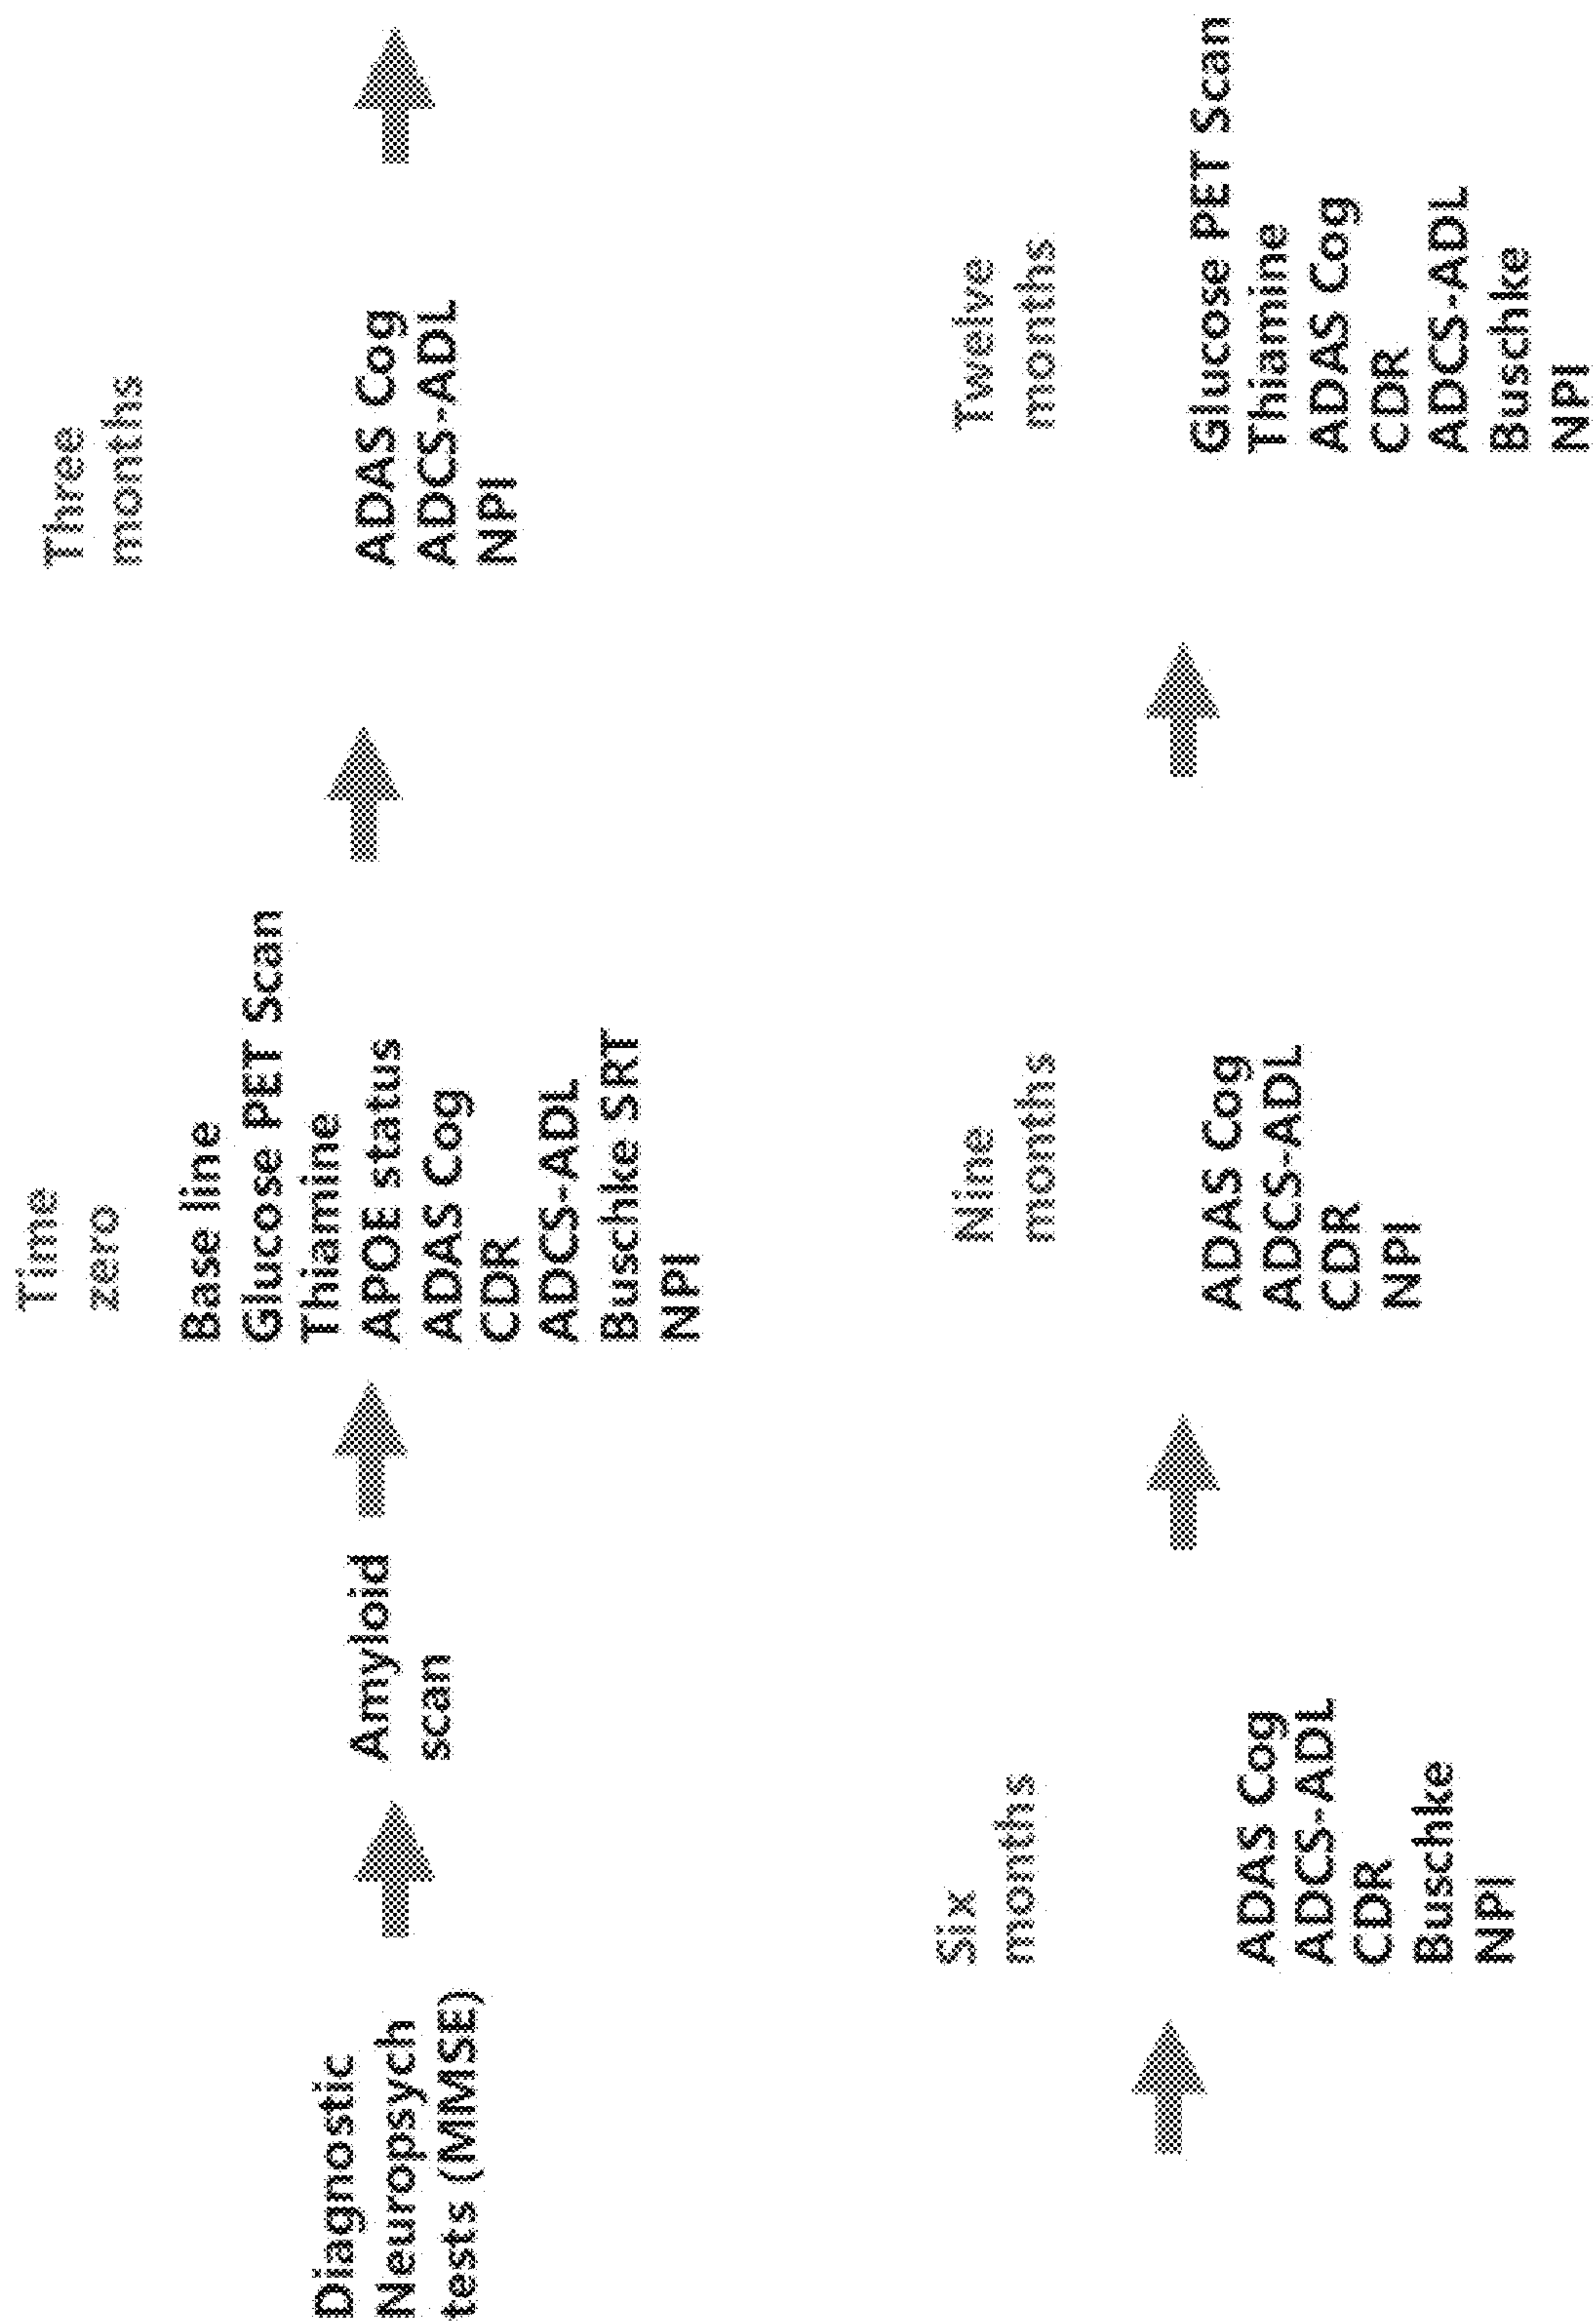 Diagnostic
Neuropsych
tests (MMSE)
Amyloid
scan
Time
zero
Base line
Glucose PET Scan
Thiamine
APOE status
ADAS Cog
CDR
ADCS-ADL
Buschke SRT
NPI
Three
months
ADAS Cog
ADCS-ADL
NPI
Six
months
ADAS Cog
ADCS-ADL
CDR
Buschke
NPI
Nine
months
ADAS Cog
ADCS-ADL
CDR
NPI
Twelve
months
Glucose PET Scan
Thiamine
ADAS Cog
CDR
ADCS-ADL
Buschke
NPI